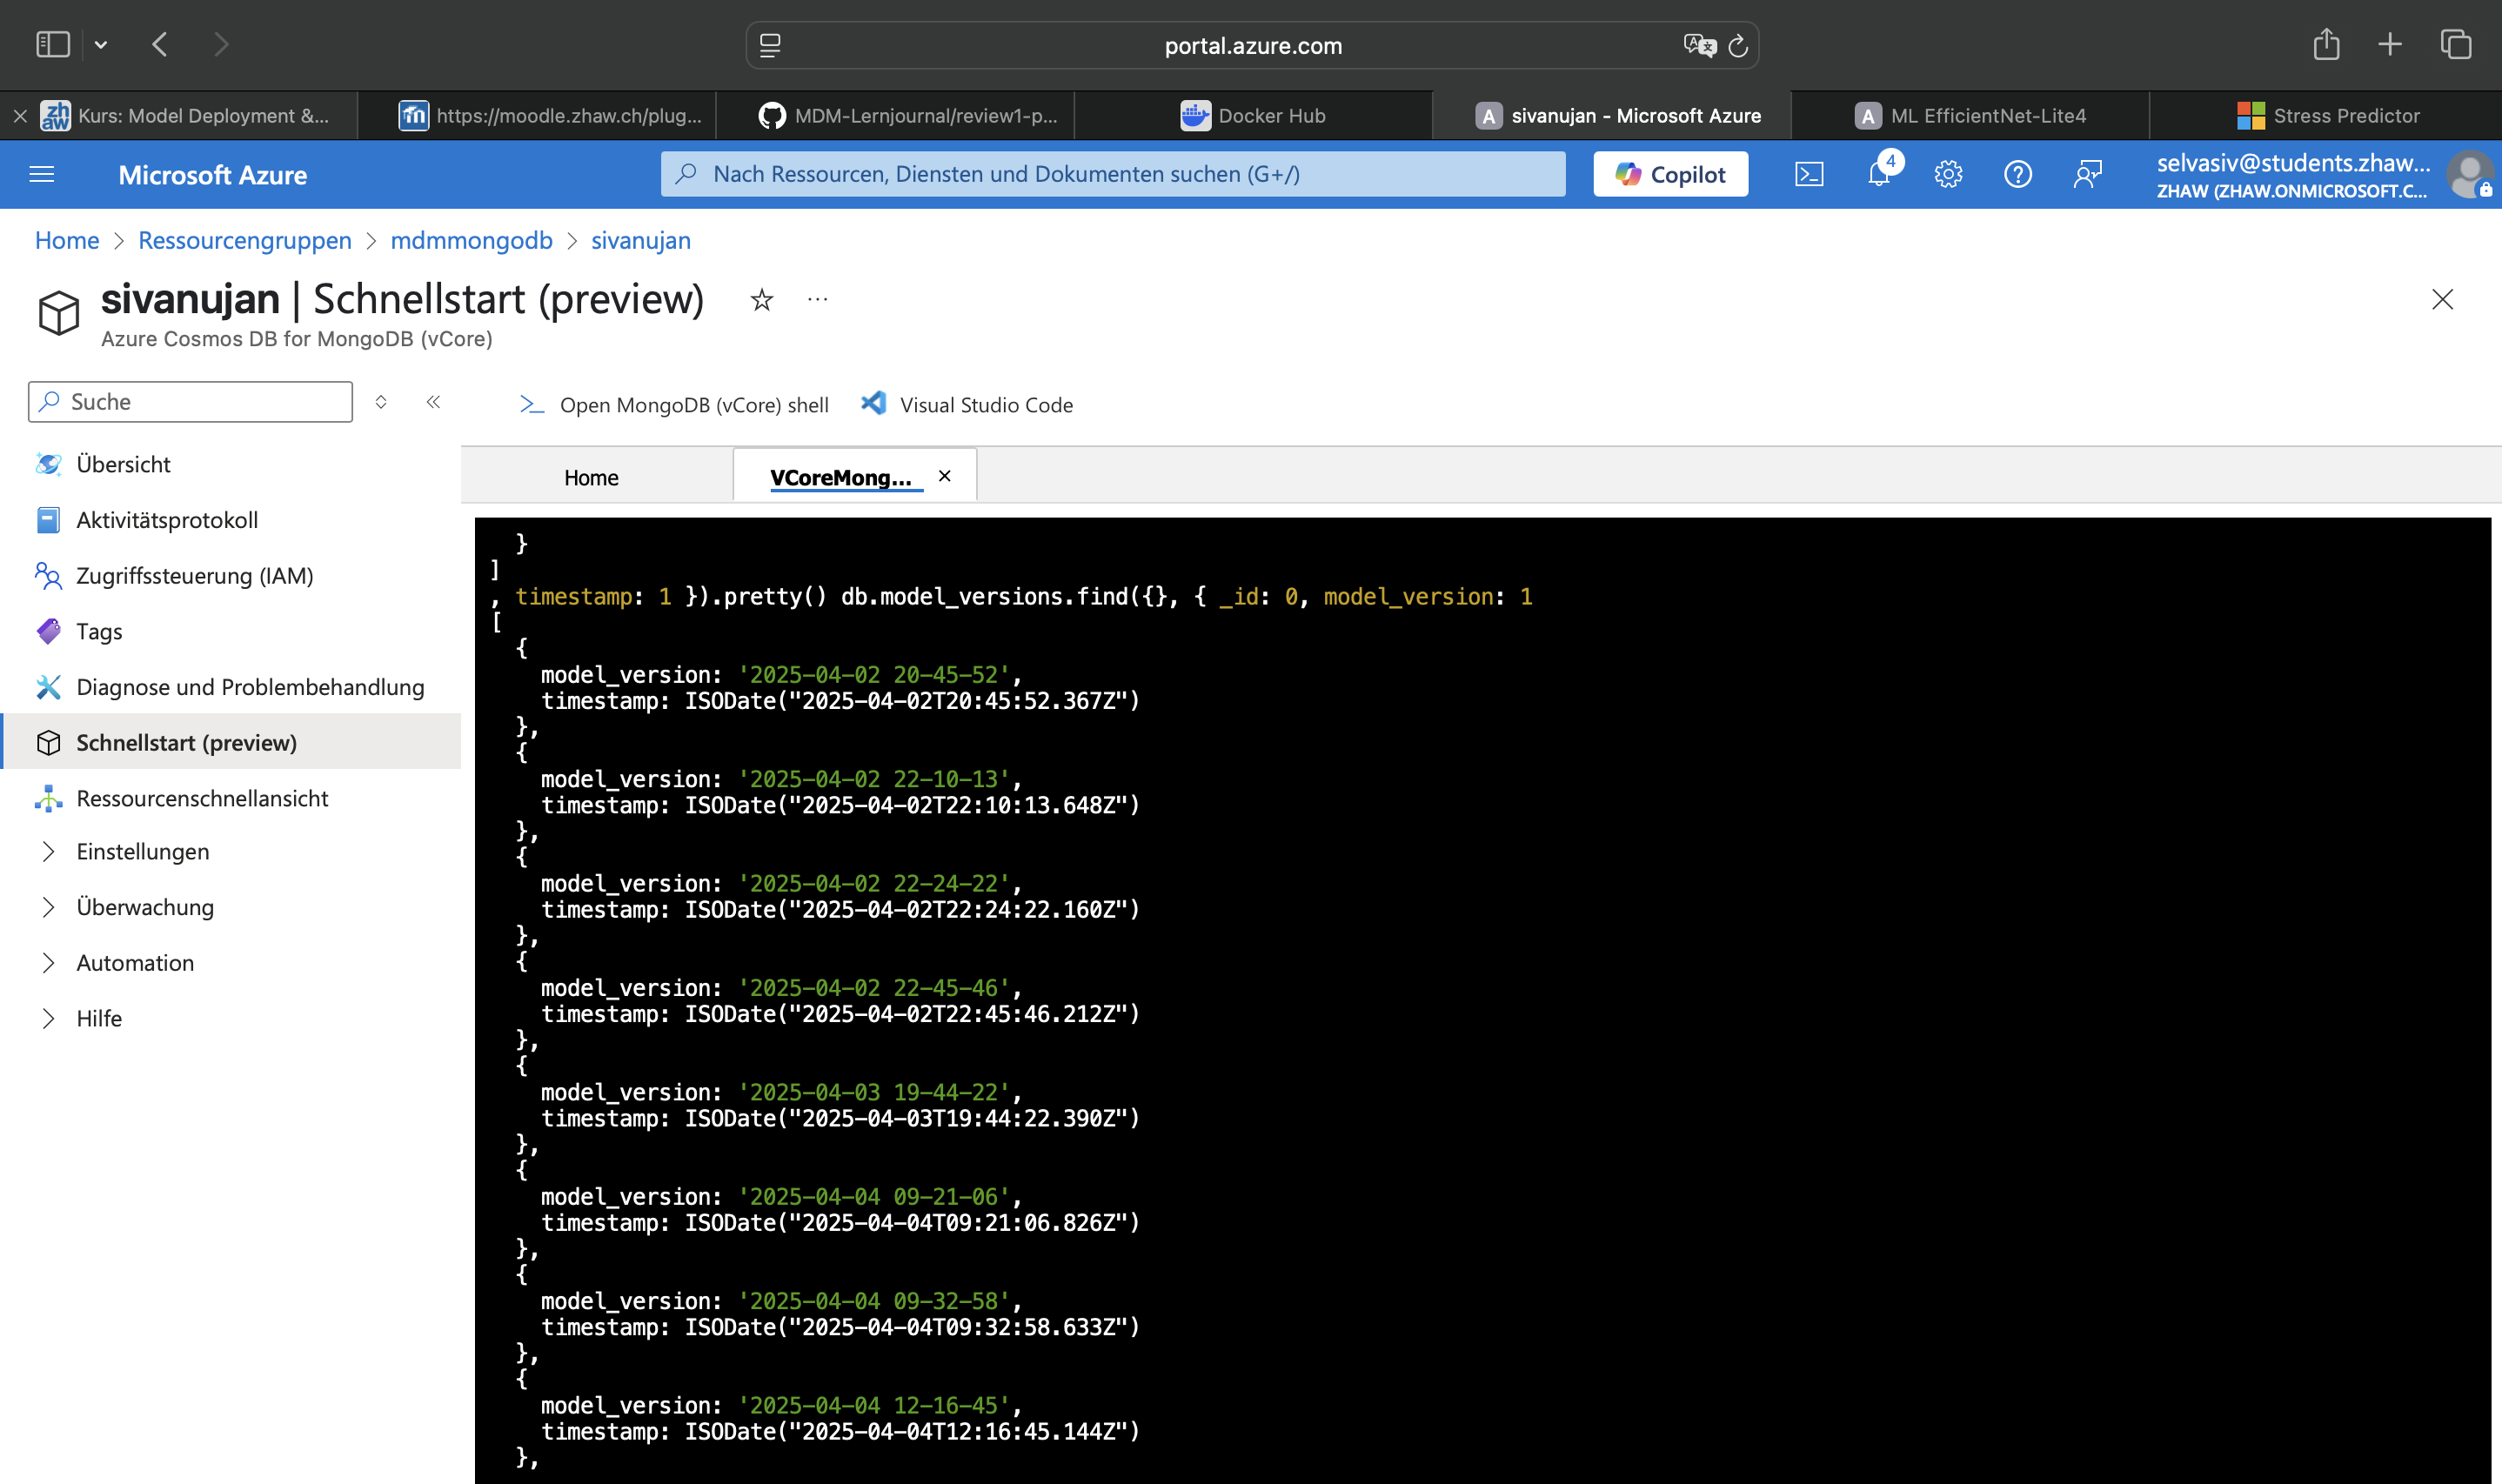 portal.azure.com
Kurs: Model Deployment &...
https://moodle.zhaw.ch/plug...
MDM-Lernjournal/review1-p...
Docker Hub
sivanujan - Microsoft Azure
ML EfficientNet-Lite4
Stress Predictor
Microsoft Azure
Nach Ressourcen, Diensten und Dokumenten suchen (G+/)
Copilot
4
selvasiv@students.zhaw...
ZHAW (ZHAW.ONMICROSOFT.C...
Home > Ressourcengruppen > mdmmongodb > sivanujan
sivanujan | Schnellstart (preview)
Azure Cosmos DB for MongoDB (vCore)
Suche
Open MongoDB (vCore) shell
Visual Studio Code
Übersicht
Aktivitätsprotokoll
Zugriffssteuerung (IAM)
Tags
Diagnose und Problembehandlung
Schnellstart (preview)
Ressourcenschnellansicht
Einstellungen
Überwachung
Automation
Hilfe
Home
VCoreMong...
}
]
, timestamp: 1 }).pretty() db.model_versions.find({}, { _id: 0, model_version: 1
[
{
model_version: '2025-04-02 20-45-52',
timestamp: ISODate("2025-04-02T20:45:52.367Z")
},
{
model_version: '2025-04-02 22-10-13',
timestamp: ISODate("2025-04-02T22:10:13.648Z")
},
{
model_version: '2025-04-02 22-24-22',
timestamp: ISODate("2025-04-02T22:24:22.160Z")
},
{
model_version: '2025-04-02 22-45-46',
timestamp: ISODate("2025-04-02T22:45:46.212Z")
},
{
model_version: '2025-04-03 19-44-22',
timestamp: ISODate("2025-04-03T19:44:22.390Z")
},
{
model_version: '2025-04-04 09-21-06',
timestamp: ISODate("2025-04-04T09:21:06.826Z")
},
{
model_version: '2025-04-04 09-32-58',
timestamp: ISODate("2025-04-04T09:32:58.633Z")
},
{
model_version: '2025-04-04 12-16-45',
timestamp: ISODate("2025-04-04T12:16:45.144Z")
},